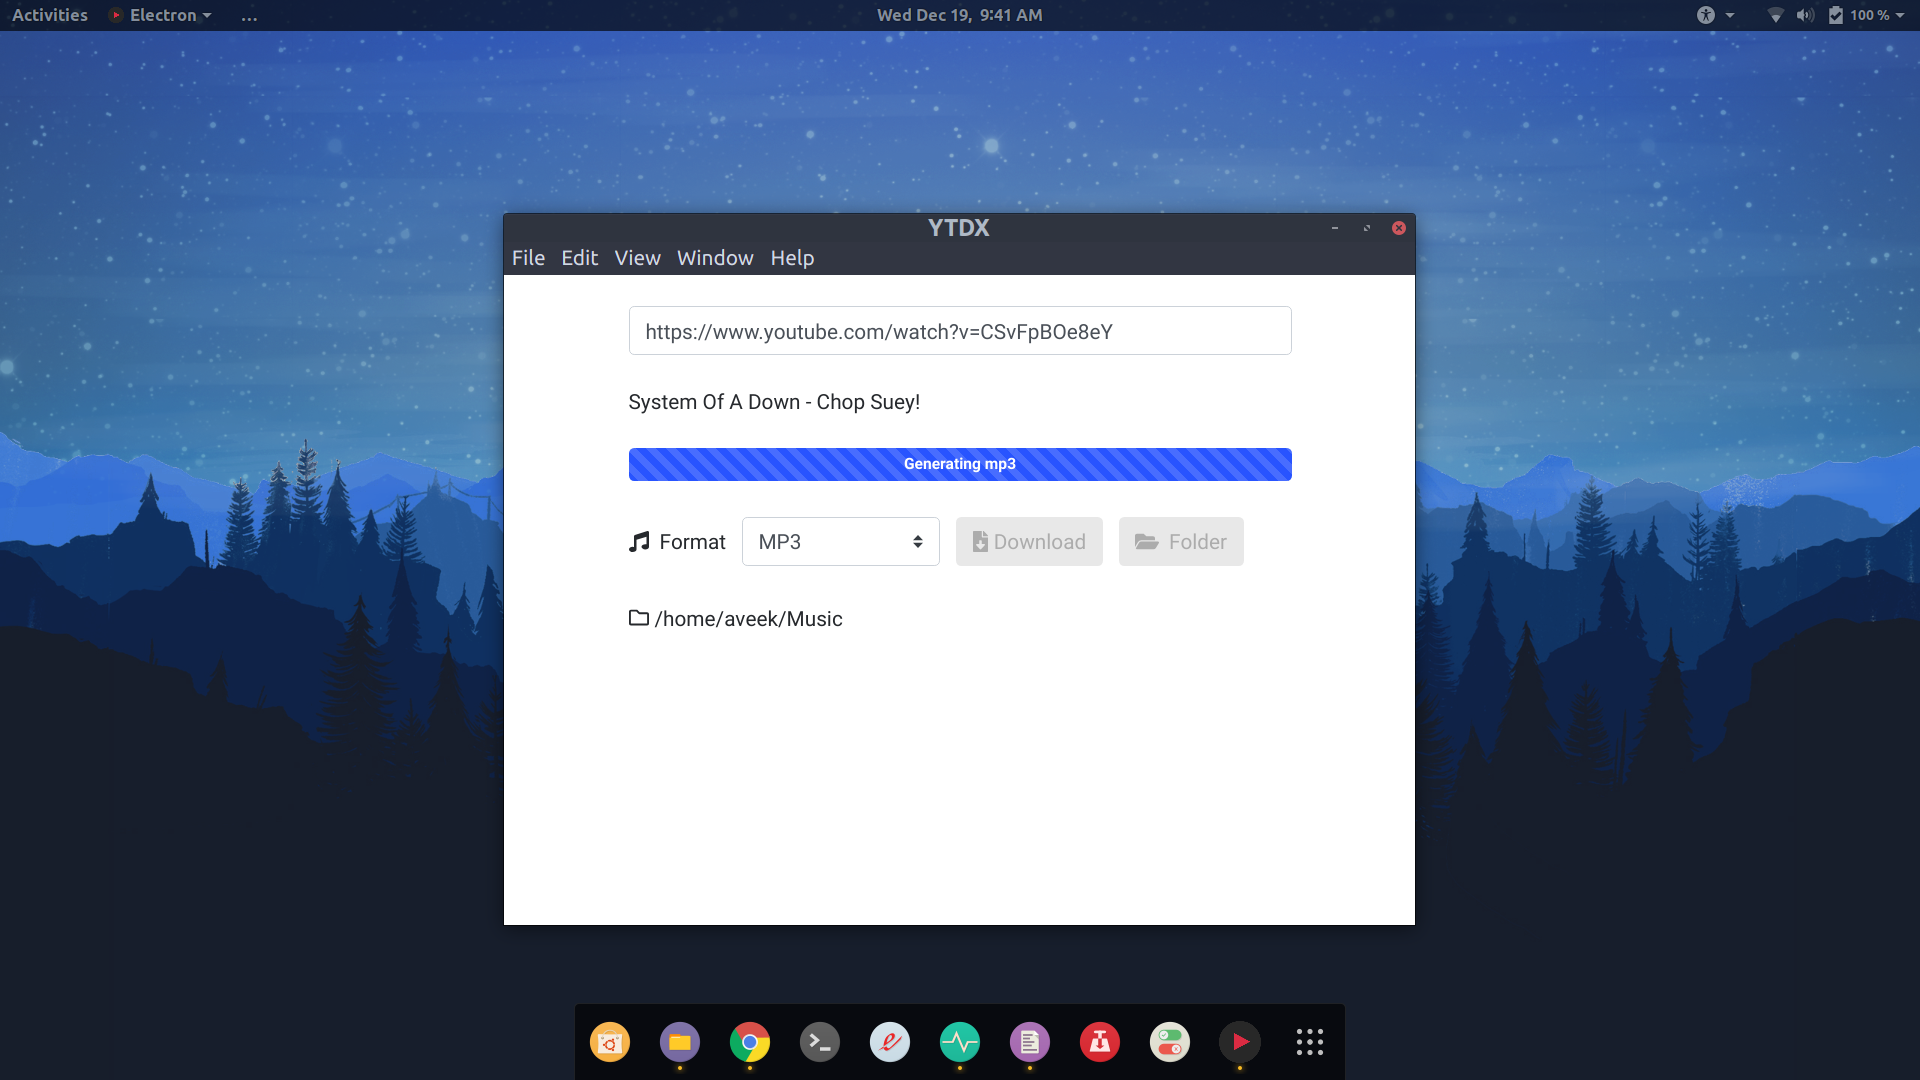 Activities Electron ... Wed Dec 19, 9:41 AM 100 %
YTDX
File Edit View Window Help
https://www.youtube.com/watch?v=CSvFpBOe8eY
System Of A Down - Chop Suey!
Generating mp3
Format MP3 Download Folder
/home/aveek/Music